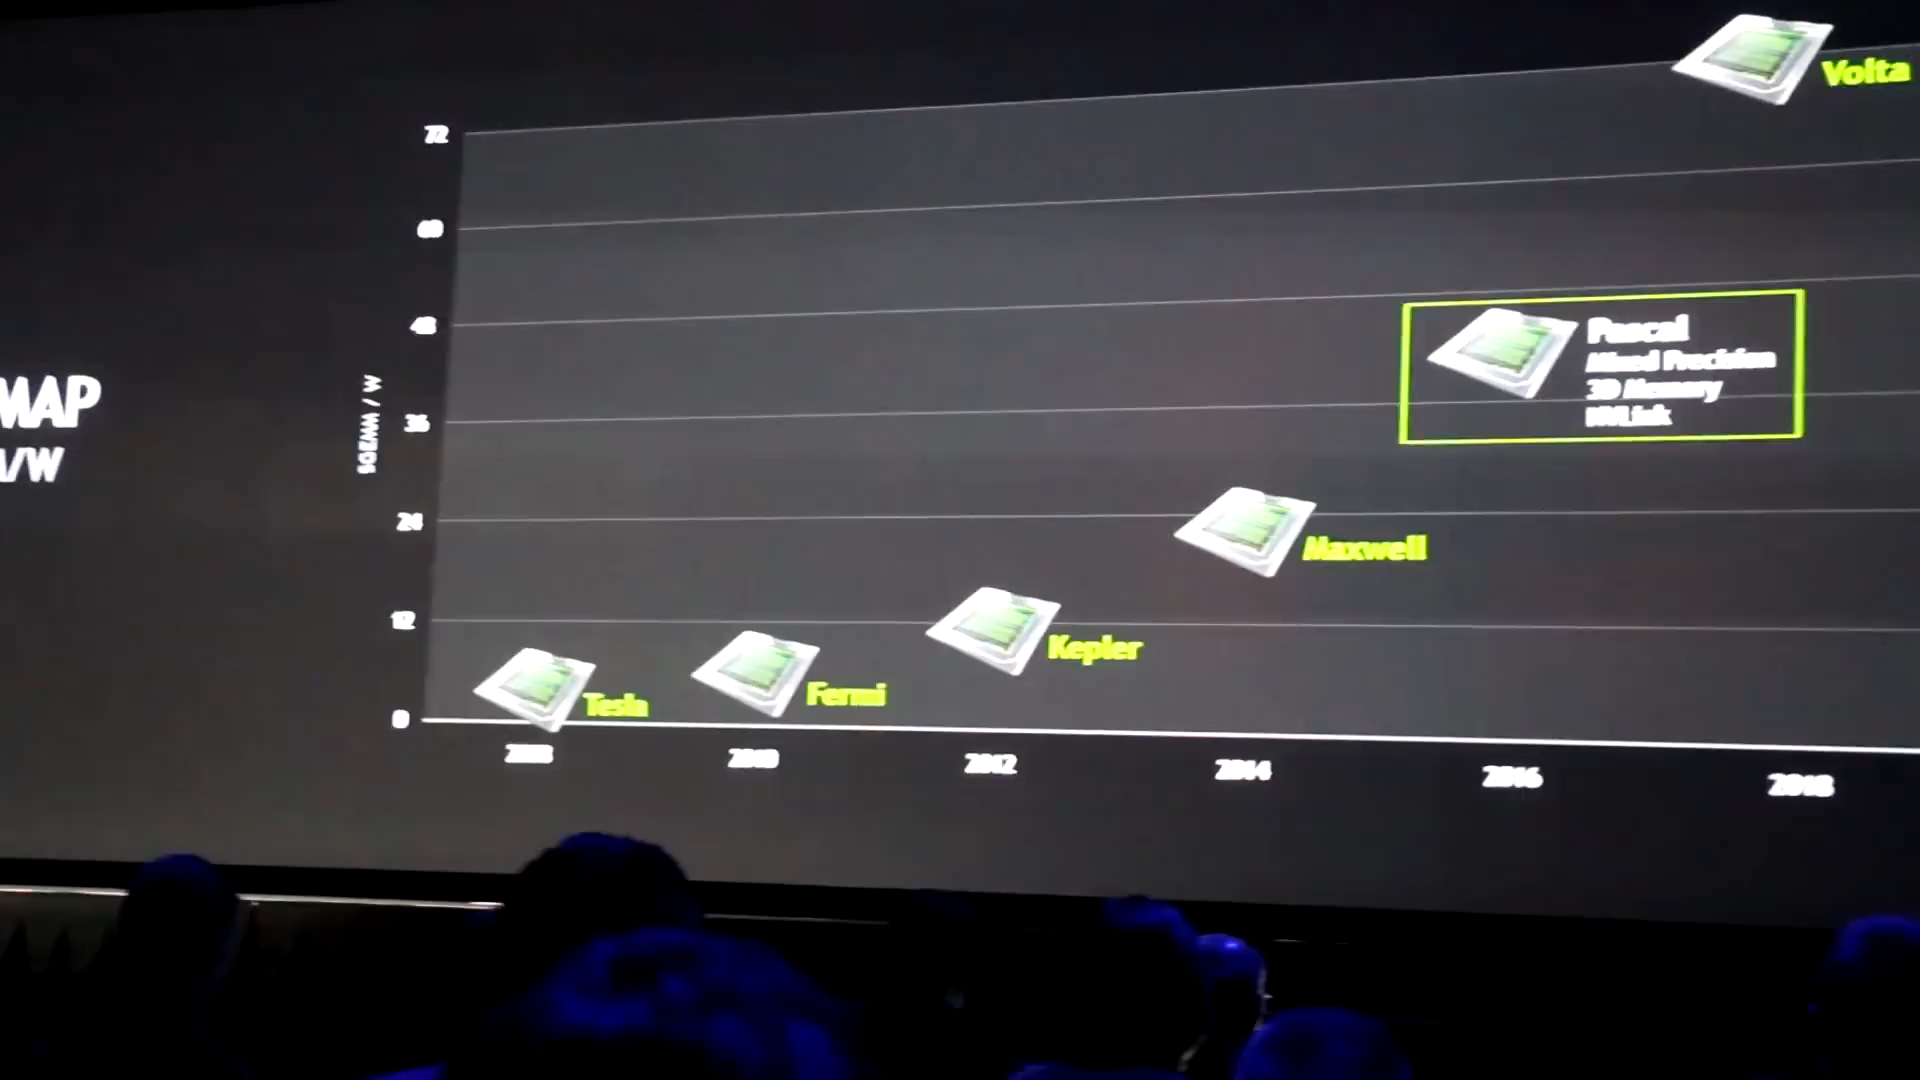 MAP
/W
72
60
48
36
24
12
0
SGEMM / W
Volta
Pascal
Mixed Precision
3D Memory
NVLink
Maxwell
Kepler
Fermi
Tesla
2008
2010
2012
2014
2016
2018